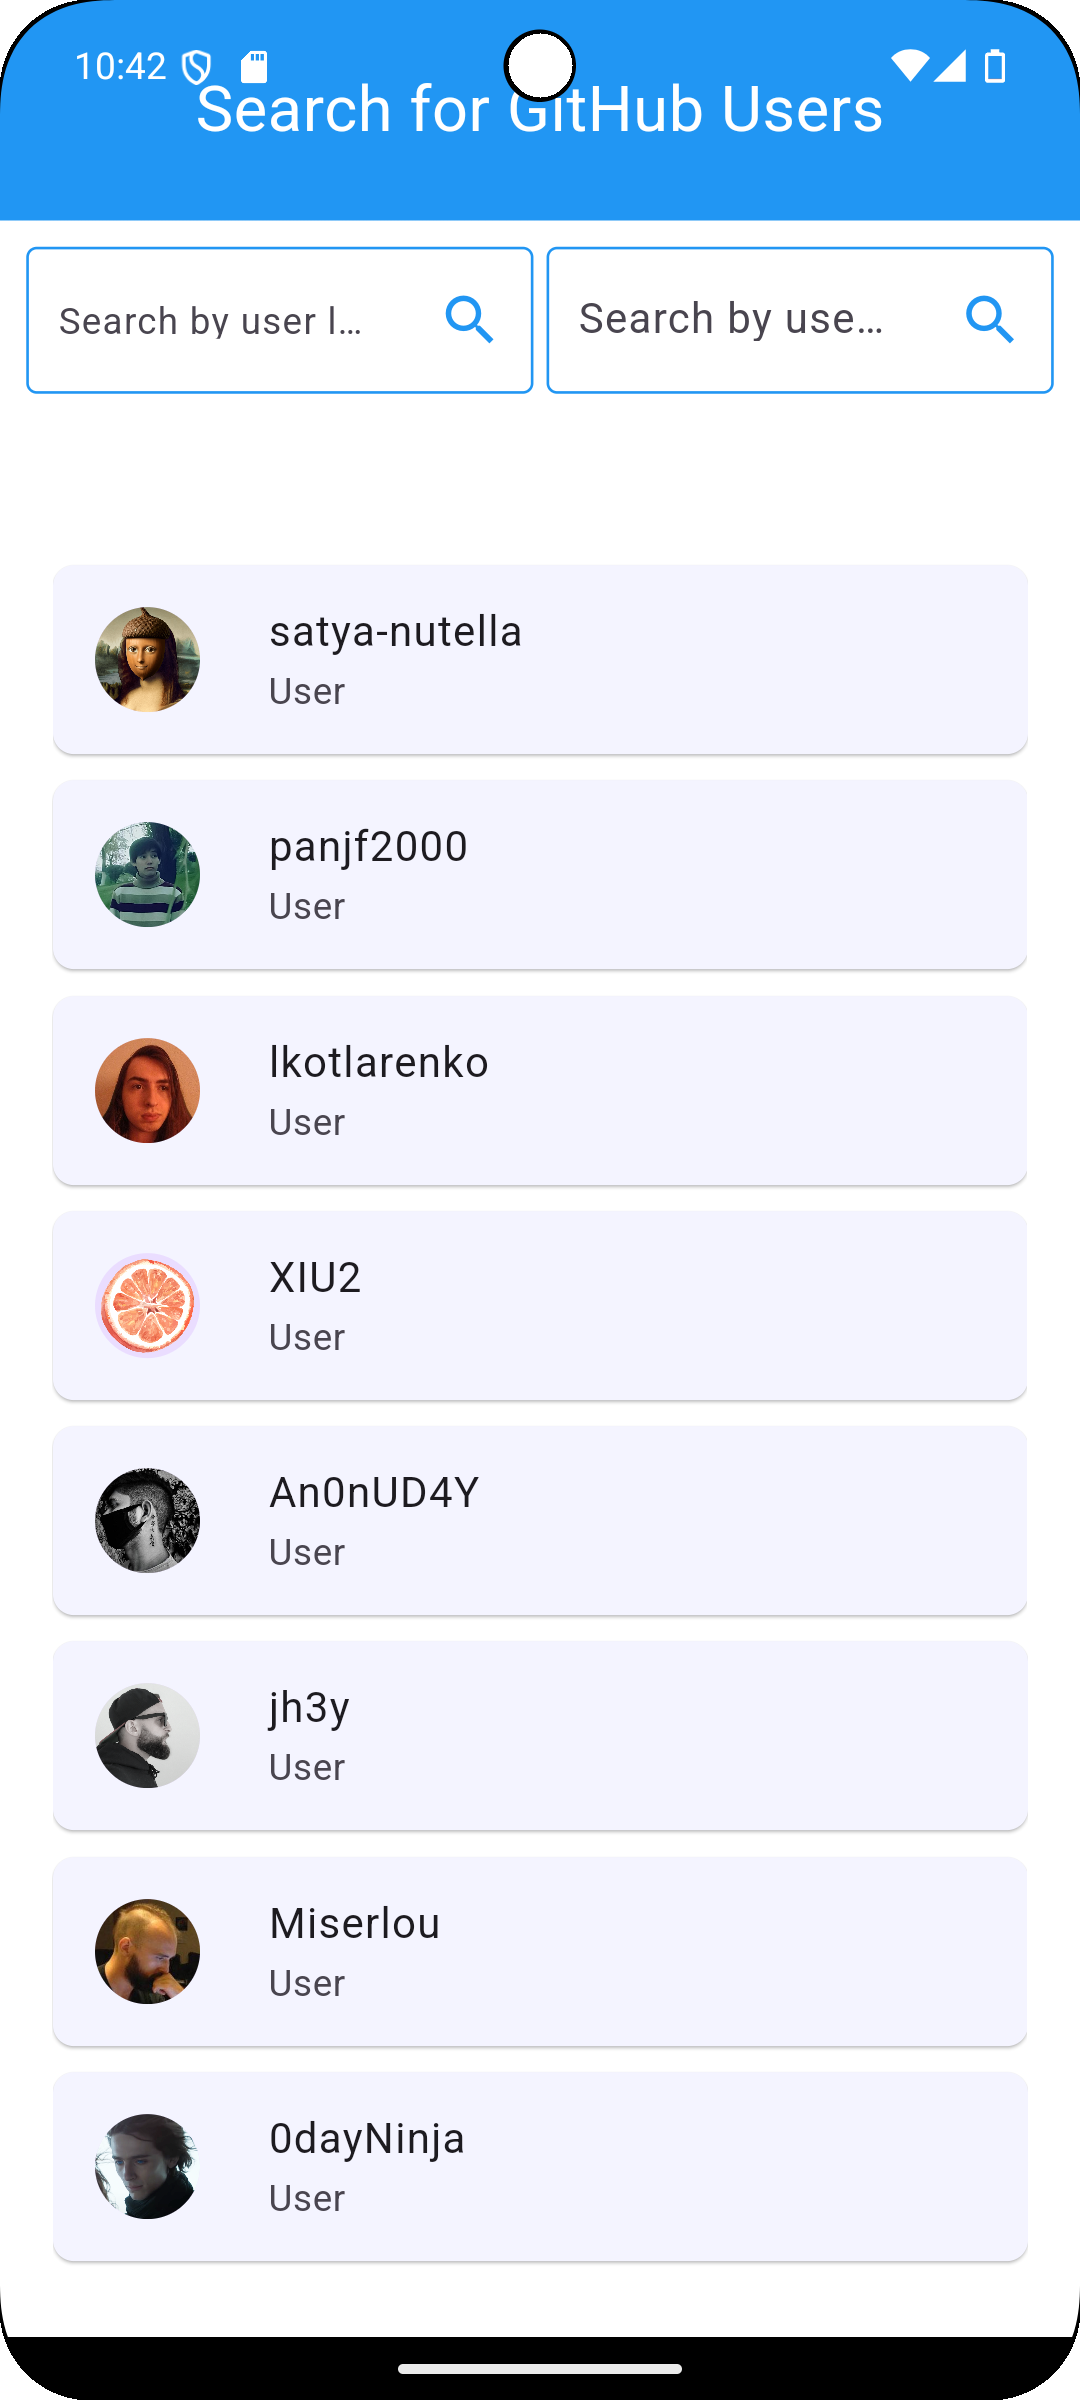 10:42
Search for GitHub Users
Search by user l…
Search by use…
satya-nutella
User
panjf2000
User
lkotlarenko
User
XIU2
User
An0nUD4Y
User
jh3y
User
Miserlou
User
0dayNinja
User